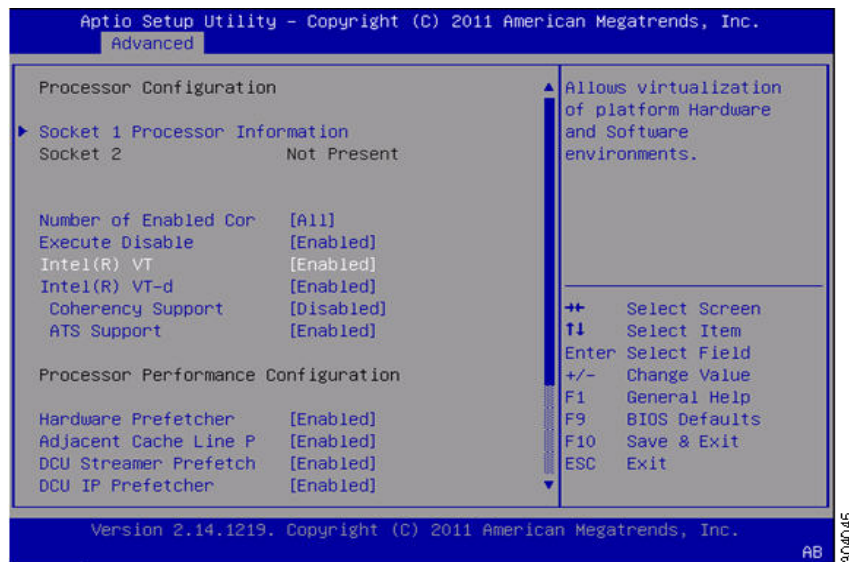 Aptio Setup Utility – Copyright (C) 2011 American Megatrends, Inc.
Advanced
Processor Configuration
Socket 1 Processor Information
Socket 2 Not Present
Number of Enabled Cor [All]
Execute Disable [Enabled]
Intel(R) VT [Enabled]
Intel(R) VT-d [Enabled]
Coherency Support [Disabled]
ATS Support [Enabled]
Processor Performance Configuration
Hardware Prefetcher [Enabled]
Adjacent Cache Line P [Enabled]
DCU Streamer Prefetch [Enabled]
DCU IP Prefetcher [Enabled]
Allows virtualization
of platform Hardware
and Software
environments.
→←: Select Screen
↑↓: Select Item
Enter Select Field
+/- Change Value
F1 General Help
F9 BIOS Defaults
F10 Save & Exit
ESC Exit
Version 2.14.1219. Copyright (C) 2011 American Megatrends, Inc.
AB
304045